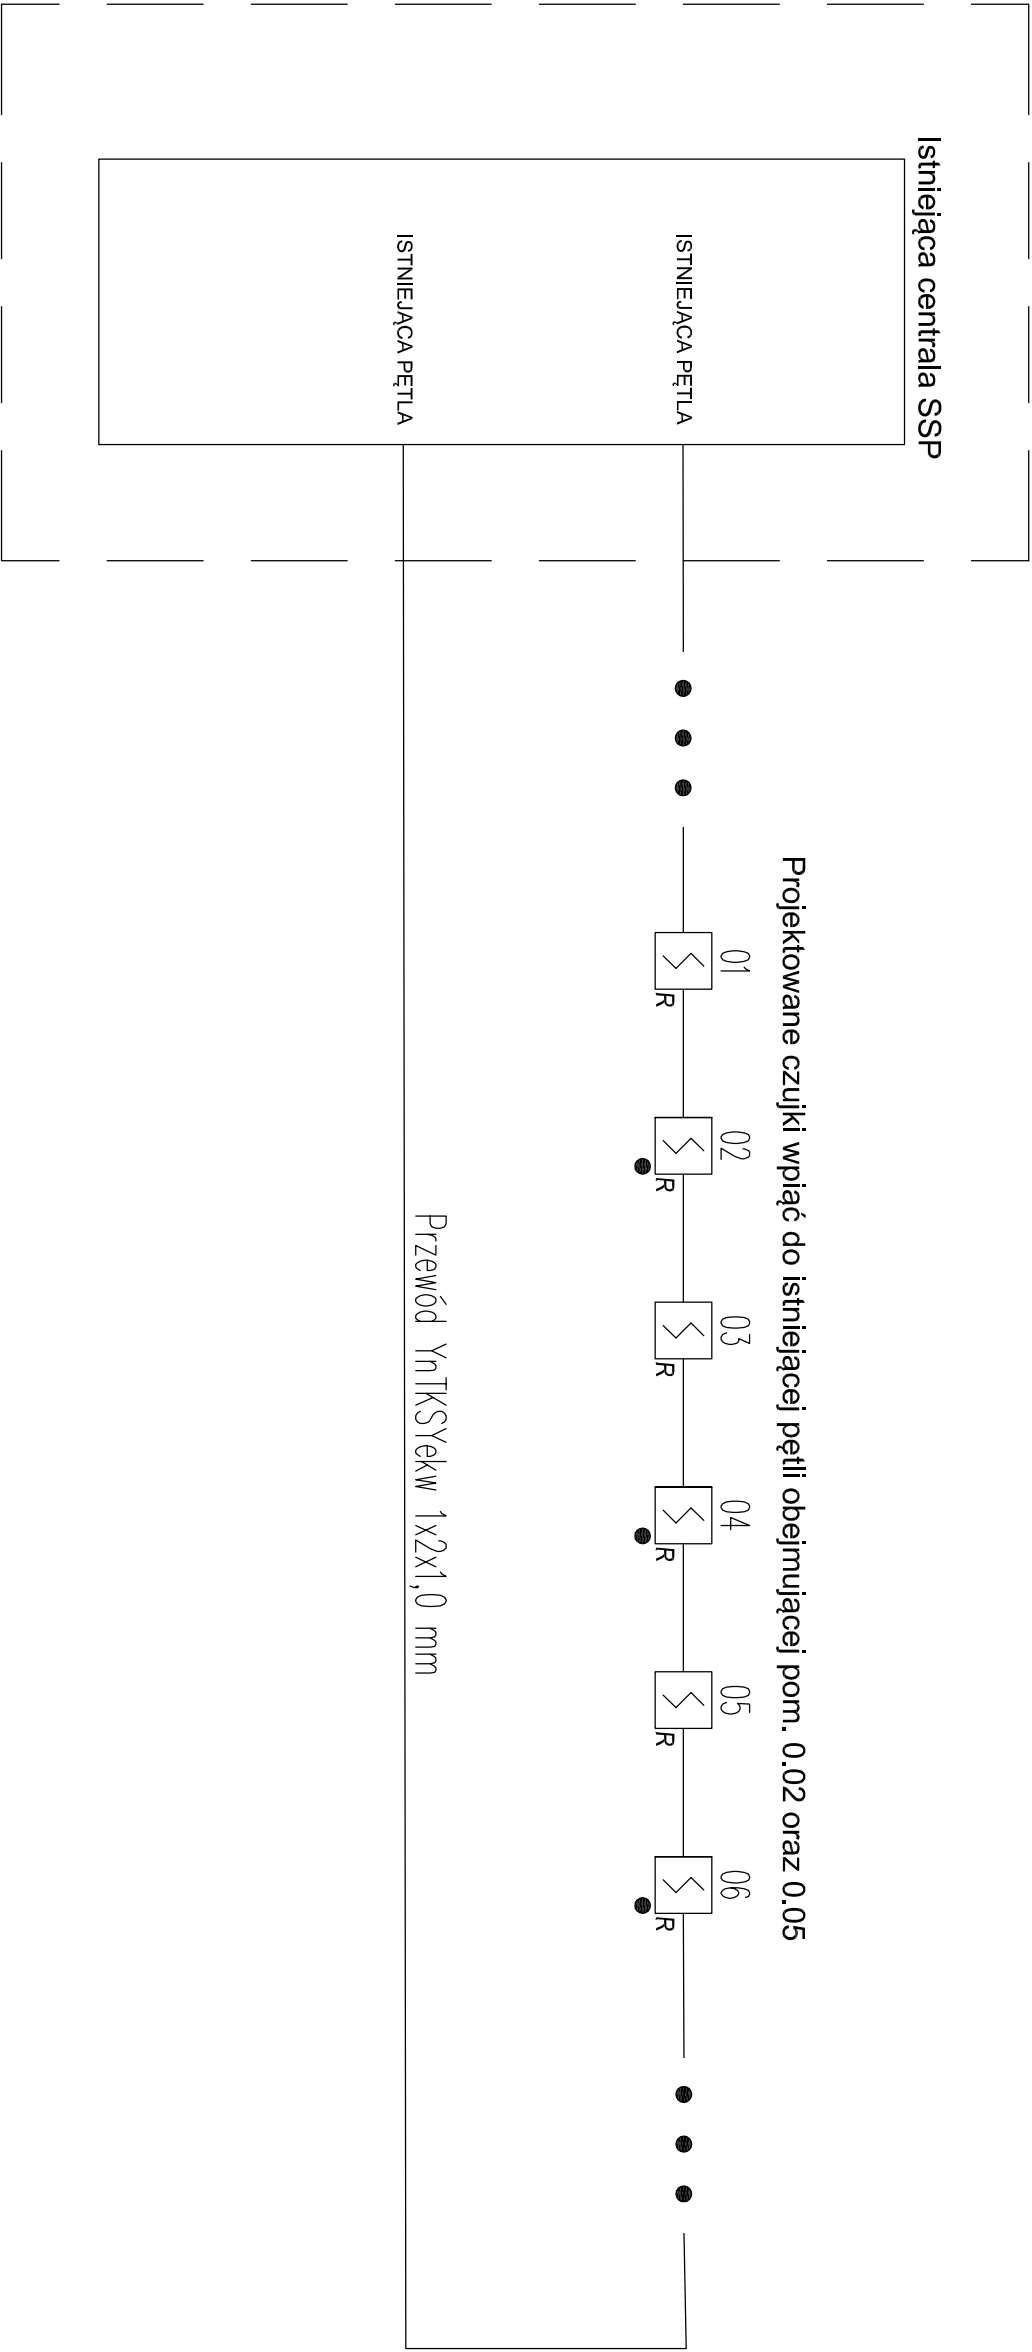 Istniejąca centrala SSP
ISTNIEJĄCA PĘTLA
ISTNIEJĄCA PĘTLA
Projektowane czujki wpiąć do istniejącej pętli obejmującej pom. 0.02 oraz 0.05
01
R
02
R
03
R
04
R
05
R
06
R
Przewód YnTKSYekw 1x2x1,0 mm